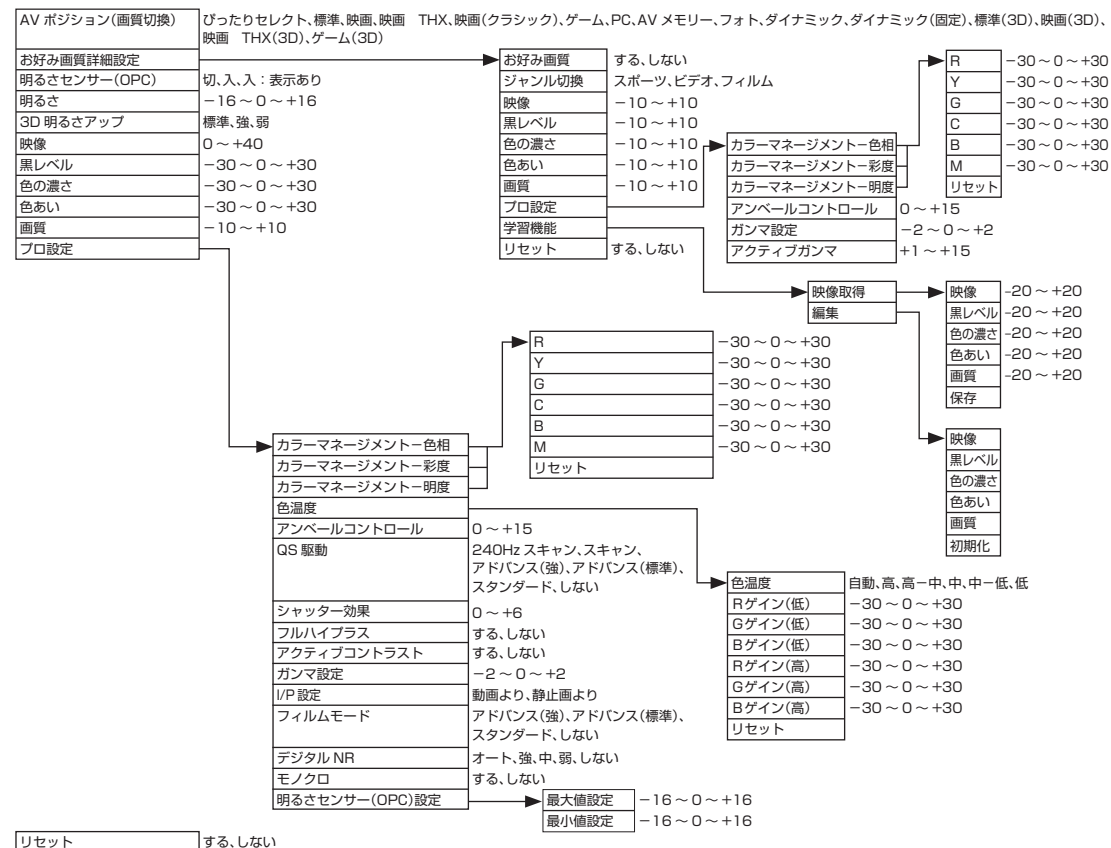 AV ポジション(画質切換) ぴったりセレクト、標準、映画、映画　THX、映画(クラシック)、ゲーム、PC、AV メモリー、フォト、ダイナミック、ダイナミック(固定)、標準(3D)、映画(3D)、
映画　THX(3D)、ゲーム(3D)
お好み画質詳細設定
明るさセンサー(OPC) 切、入、入：表示あり
明るさ －16～0～+16
3D 明るさアップ 標準、強、弱
映像 0～+40
黒レベル －30～0～+30
色の濃さ －30～0～+30
色あい －30～0～+30
画質 －10～+10
プロ設定
お好み画質 する、しない
ジャンル切換 スポーツ、ビデオ、フィルム
映像 －10～+10
黒レベル －10～+10
色の濃さ －10～+10
色あい －10～+10
画質 －10～+10
プロ設定
学習機能
リセット する、しない
カラーマネージメント－色相
カラーマネージメント－彩度
カラーマネージメント－明度
アンベールコントロール 0～+15
ガンマ設定 －2～0～+2
アクティブガンマ +1～+15
R －30～0～+30
Y －30～0～+30
G －30～0～+30
C －30～0～+30
B －30～0～+30
M －30～0～+30
リセット
映像取得
編集
映像 -20～+20
黒レベル -20～+20
色の濃さ -20～+20
色あい -20～+20
画質 -20～+20
保存
映像
黒レベル
色の濃さ
色あい
画質
初期化
R －30～0～+30
Y －30～0～+30
G －30～0～+30
C －30～0～+30
B －30～0～+30
M －30～0～+30
リセット
カラーマネージメント－色相
カラーマネージメント－彩度
カラーマネージメント－明度
色温度
アンベールコントロール 0～+15
QS 駆動 240Hz スキャン、スキャン、
アドバンス(強)、アドバンス(標準)、
スタンダード、しない
シャッター効果 0～+6
フルハイプラス する、しない
アクティブコントラスト する、しない
ガンマ設定 －2～0～+2
I/P 設定 動画より、静止画より
フィルムモード アドバンス(強)、アドバンス(標準)、
スタンダード、しない
デジタル NR オート、強、中、弱、しない
モノクロ する、しない
明るさセンサー(OPC)設定
色温度 自動、高、高－中、中、中－低、低
R ゲイン(低) －30～0～+30
G ゲイン(低) －30～0～+30
B ゲイン(低) －30～0～+30
R ゲイン(高) －30～0～+30
G ゲイン(高) －30～0～+30
B ゲイン(高) －30～0～+30
リセット
最大値設定 －16～0～+16
最小値設定 －16～0～+16
リセット する、しない